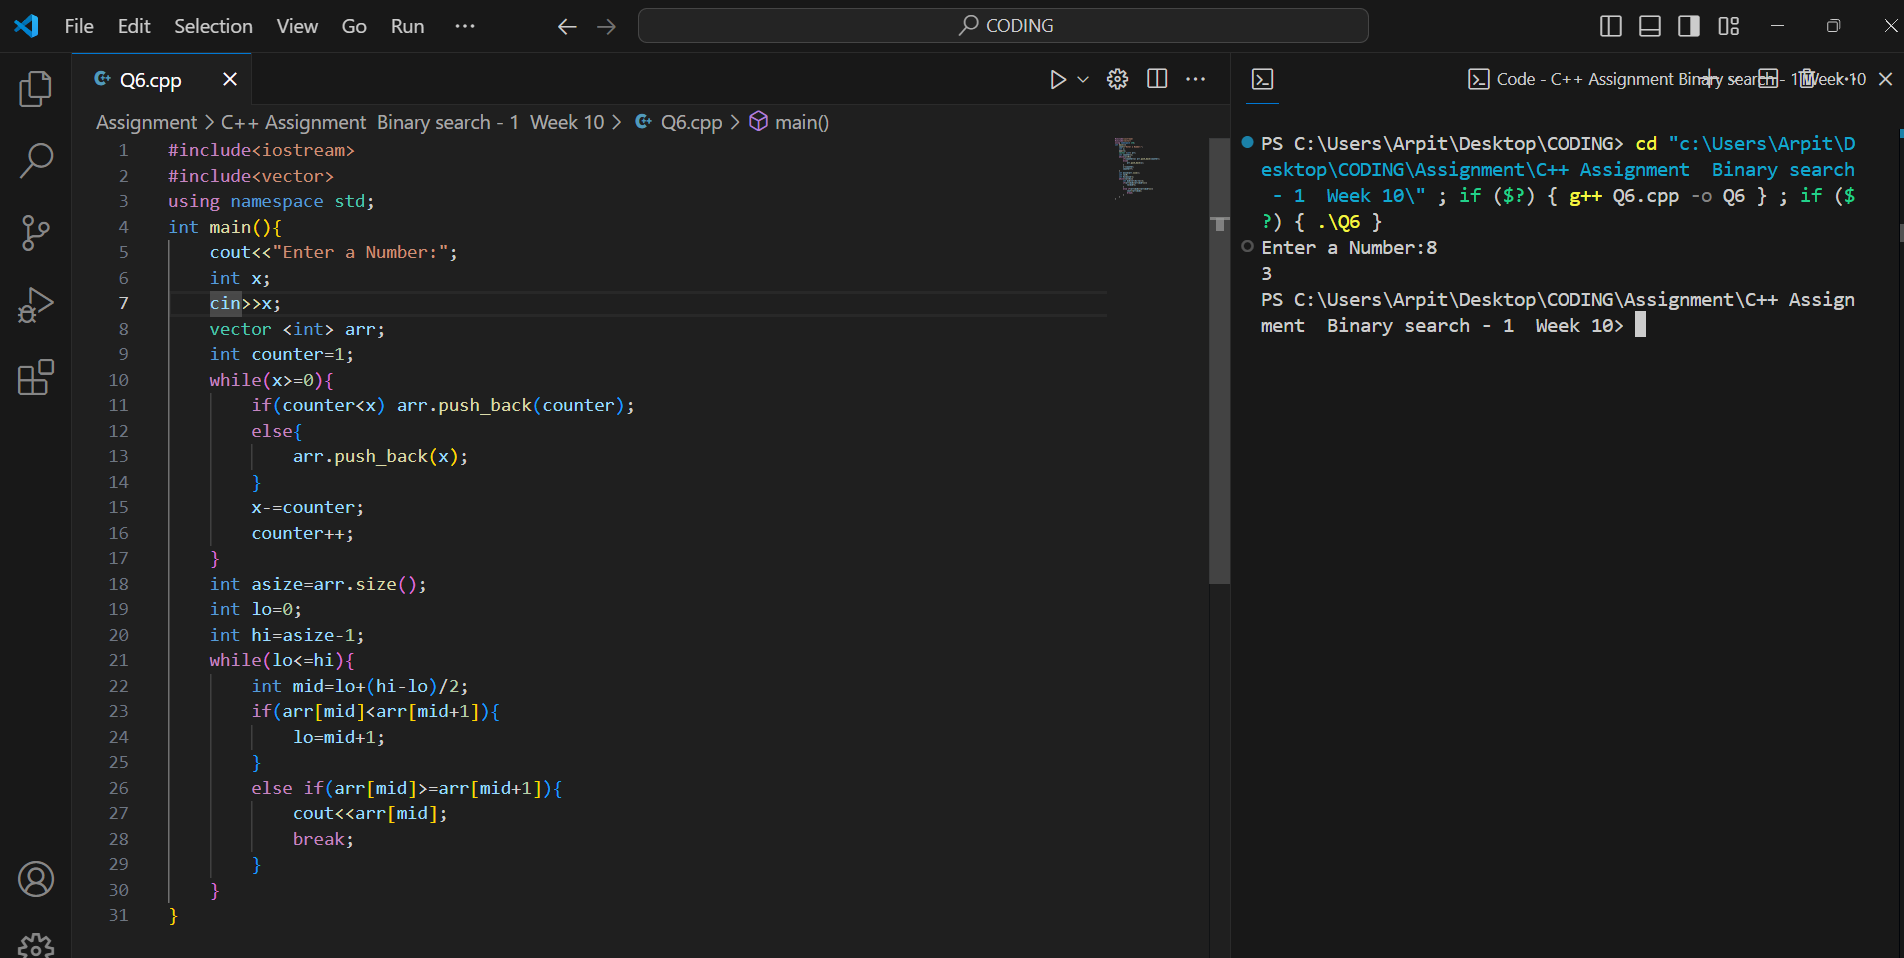 File Edit Selection View Go Run ···
CODING
Q6.cpp
Assignment > C++ Assignment Binary search - 1 Week 10 > Q6.cpp > main()
1 #include<iostream>
2 #include<vector>
3 using namespace std;
4 int main(){
5 cout<<"Enter a Number:";
6 int x;
7 cin>>x;
8 vector <int> arr;
9 int counter=1;
10 while(x>=0){
11 if(counter<x) arr.push_back(counter);
12 else{
13 arr.push_back(x);
14 }
15 x-=counter;
16 counter++;
17 }
18 int asize=arr.size();
19 int lo=0;
20 int hi=asize-1;
21 while(lo<=hi){
22 int mid=lo+(hi-lo)/2;
23 if(arr[mid]<arr[mid+1]){
24 lo=mid+1;
25 }
26 else if(arr[mid]>=arr[mid+1]){
27 cout<<arr[mid];
28 break;
29 }
30 }
31 }
Code - C++ Assignment Binary search - 1 Week 10
PS C:\Users\Arpit\Desktop\CODING> cd "c:\Users\Arpit\D
esktop\CODING\Assignment\C++ Assignment  Binary search
- 1  Week 10\" ; if ($?) { g++ Q6.cpp -o Q6 } ; if ($
?) { .\Q6 }
Enter a Number:8
3
PS C:\Users\Arpit\Desktop\CODING\Assignment\C++ Assign
ment  Binary search - 1  Week 10>